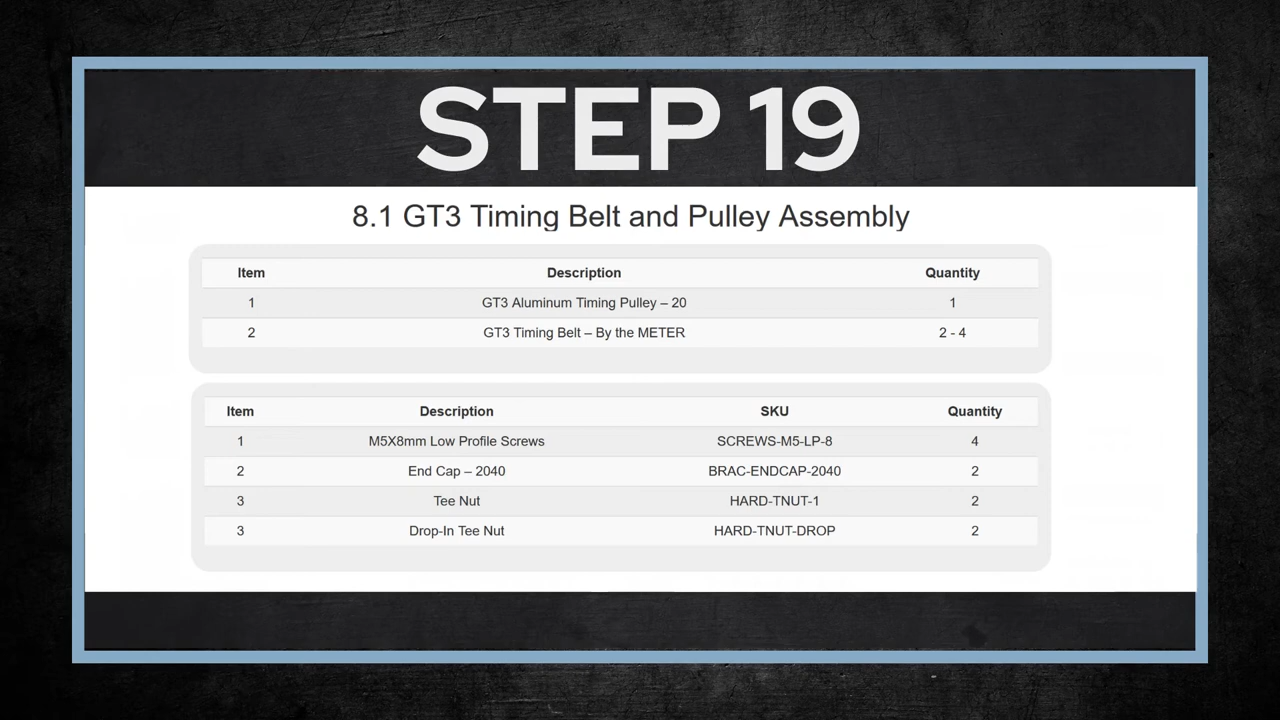 STEP 19
8.1 GT3 Timing Belt and Pulley Assembly
Item Description Quantity
1 GT3 Aluminum Timing Pulley – 20 1
2 GT3 Timing Belt – By the METER 2 - 4
Item Description SKU Quantity
1 M5X8mm Low Profile Screws SCREWS-M5-LP-8 4
2 End Cap – 2040 BRAC-ENDCAP-2040 2
3 Tee Nut HARD-TNUT-1 2
3 Drop-In Tee Nut HARD-TNUT-DROP 2